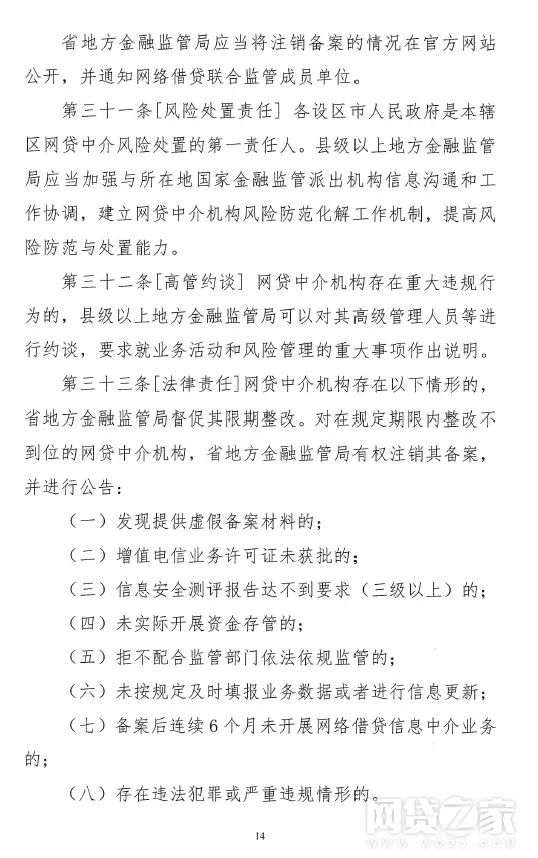 省地方金融监管局应当将注销备案的情况在官方网站
公开，并通知网络借贷联合监管成员单位。
第三十一条[风险处置责任] 各设区市人民政府是本辖
区网贷中介风险处置的第一责任人。县级以上地方金融监管
局应当加强与所在地国家金融监管派出机构信息沟通和工
作协调，建立网贷中介机构风险防范化解工作机制，提高风
险防范与处置能力。
第三十二条[高管约谈] 网贷中介机构存在重大违规行
为的，县级以上地方金融监管局可以对其高级管理人员等进
行约谈，要求就业务活动和风险管理的重大事项作出说明。
第三十三条[法律责任]网贷中介机构存在以下情形的，
省地方金融监管局督促其限期整改。对在规定期限内整改不
到位的网贷中介机构，省地方金融监管局有权注销其备案，
并进行公告：
（一）发现提供虚假备案材料的;
（二）增值电信业务许可证未获批的;
（三）信息安全测评报告达不到要求（三级以上）的;
（四）未实际开展资金存管的;
（五）拒不配合监管部门依法依规监管的;
（六）未按规定及时填报业务数据或者进行信息更新;
（七）备案后连续 6 个月未开展网络借贷信息中介业务
的;
（八）存在违法犯罪或严重违规情形的。
14
网贷之家
www.WDZJ.com